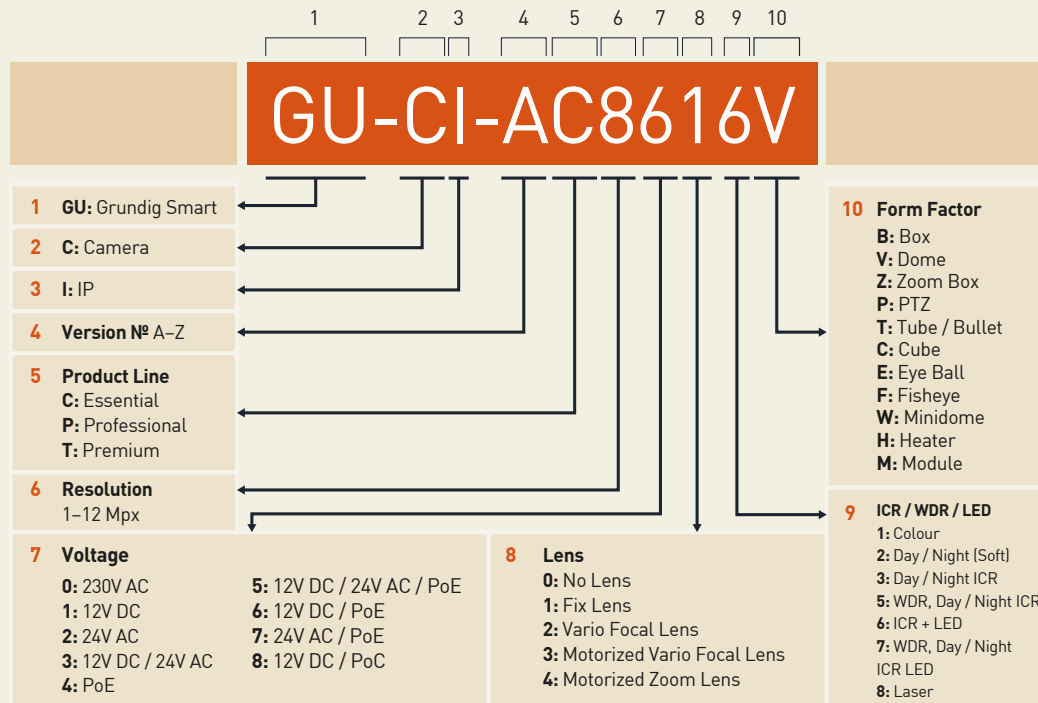 1 2 3 4 5 6 7 8 9 10
GU-CI-AC8616V
1 GU: Grundig Smart
2 C: Camera
3 I: IP
4 Version Nº A–Z
5 Product Line
C: Essential
P: Professional
T: Premium
6 Resolution
1–12 Mpx
7 Voltage
0: 230V AC
1: 12V DC
2: 24V AC
3: 12V DC / 24V AC
4: PoE
5: 12V DC / 24V AC / PoE
6: 12V DC / PoE
7: 24V AC / PoE
8: 12V DC / PoC
8 Lens
0: No Lens
1: Fix Lens
2: Vario Focal Lens
3: Motorized Vario Focal Lens
4: Motorized Zoom Lens
10 Form Factor
B: Box
V: Dome
Z: Zoom Box
P: PTZ
T: Tube / Bullet
C: Cube
E: Eye Ball
F: Fisheye
W: Minidome
H: Heater
M: Module
9 ICR / WDR / LED
1: Colour
2: Day / Night (Soft)
3: Day / Night ICR
5: WDR, Day / Night ICR
6: ICR + LED
7: WDR, Day / Night
ICR LED
8: Laser